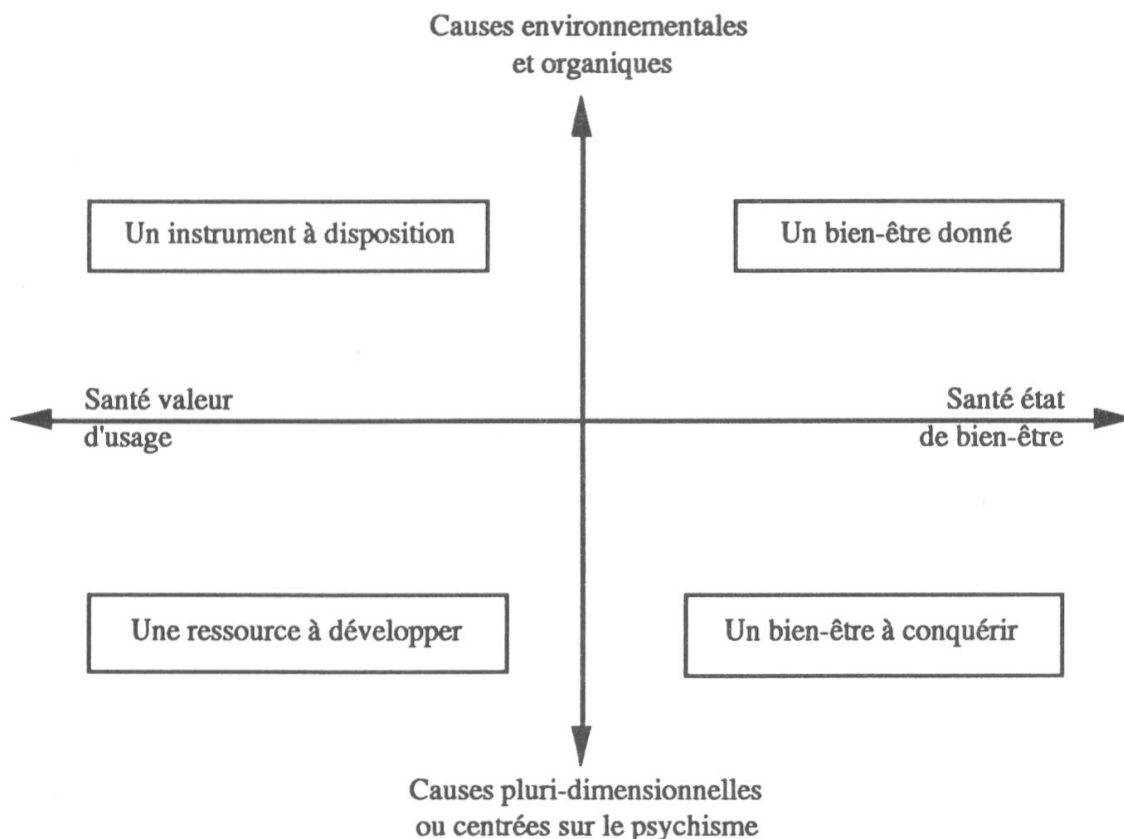 Causes environnementales
et organiques
Un instrument à disposition
Un bien-être donné
Santé valeur
d'usage
Santé état
de bien-être
Une ressource à développer
Un bien-être à conquérir
Causes pluri-dimensionnelles
ou centrées sur le psychisme